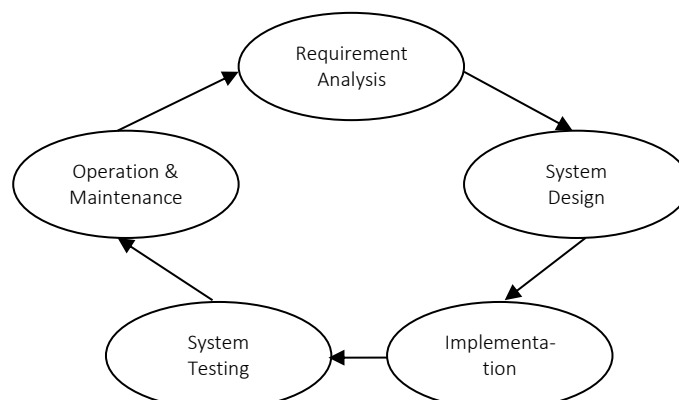 Requirement
Analysis
Operation &
Maintenance
System
Design
System
Testing
Implementa-
tion